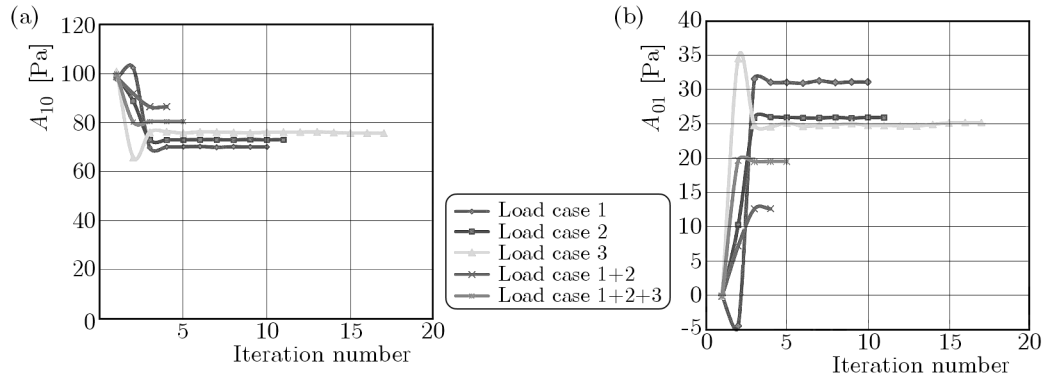 (a)
A10 [Pa]
120
100
80
60
40
20
0
5
10
15
20
Iteration number
Load case 1
Load case 2
Load case 3
Load case 1+2
Load case 1+2+3
(b)
A01 [Pa]
40
35
30
25
20
15
10
5
0
-5
0
5
10
15
20
Iteration number